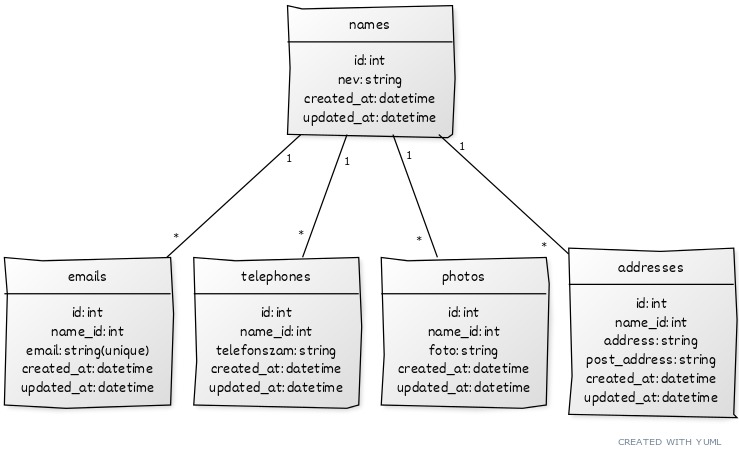 names
id: int
nev: string
created_at: datetime
updated_at: datetime
1
1
1
1
*
*
*
*
emails
id: int
name_id: int
email: string(unique)
created_at: datetime
updated_at: datetime
telephones
id: int
name_id: int
telefonszam: string
created_at: datetime
updated_at: datetime
photos
id: int
name_id: int
foto: string
created_at: datetime
updated_at: datetime
addresses
id: int
name_id: int
address: string
post_address: string
created_at: datetime
updated_at: datetime
CREATED WITH YUML